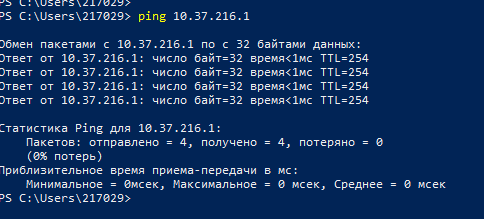 PS C:\Users\217029>
PS C:\Users\217029> ping 10.37.216.1
Обмен пакетами с 10.37.216.1 по с 32 байтами данных:
Ответ от 10.37.216.1: число байт=32 время<1мс TTL=254
Ответ от 10.37.216.1: число байт=32 время<1мс TTL=254
Ответ от 10.37.216.1: число байт=32 время<1мс TTL=254
Ответ от 10.37.216.1: число байт=32 время<1мс TTL=254
Статистика Ping для 10.37.216.1:
Пакетов: отправлено = 4, получено = 4, потеряно = 0
(0% потерь)
Приблизительное время приема-передачи в мс:
Минимальное = 0мсек, Максимальное = 0 мсек, Среднее = 0 мсек
PS C:\Users\217029>